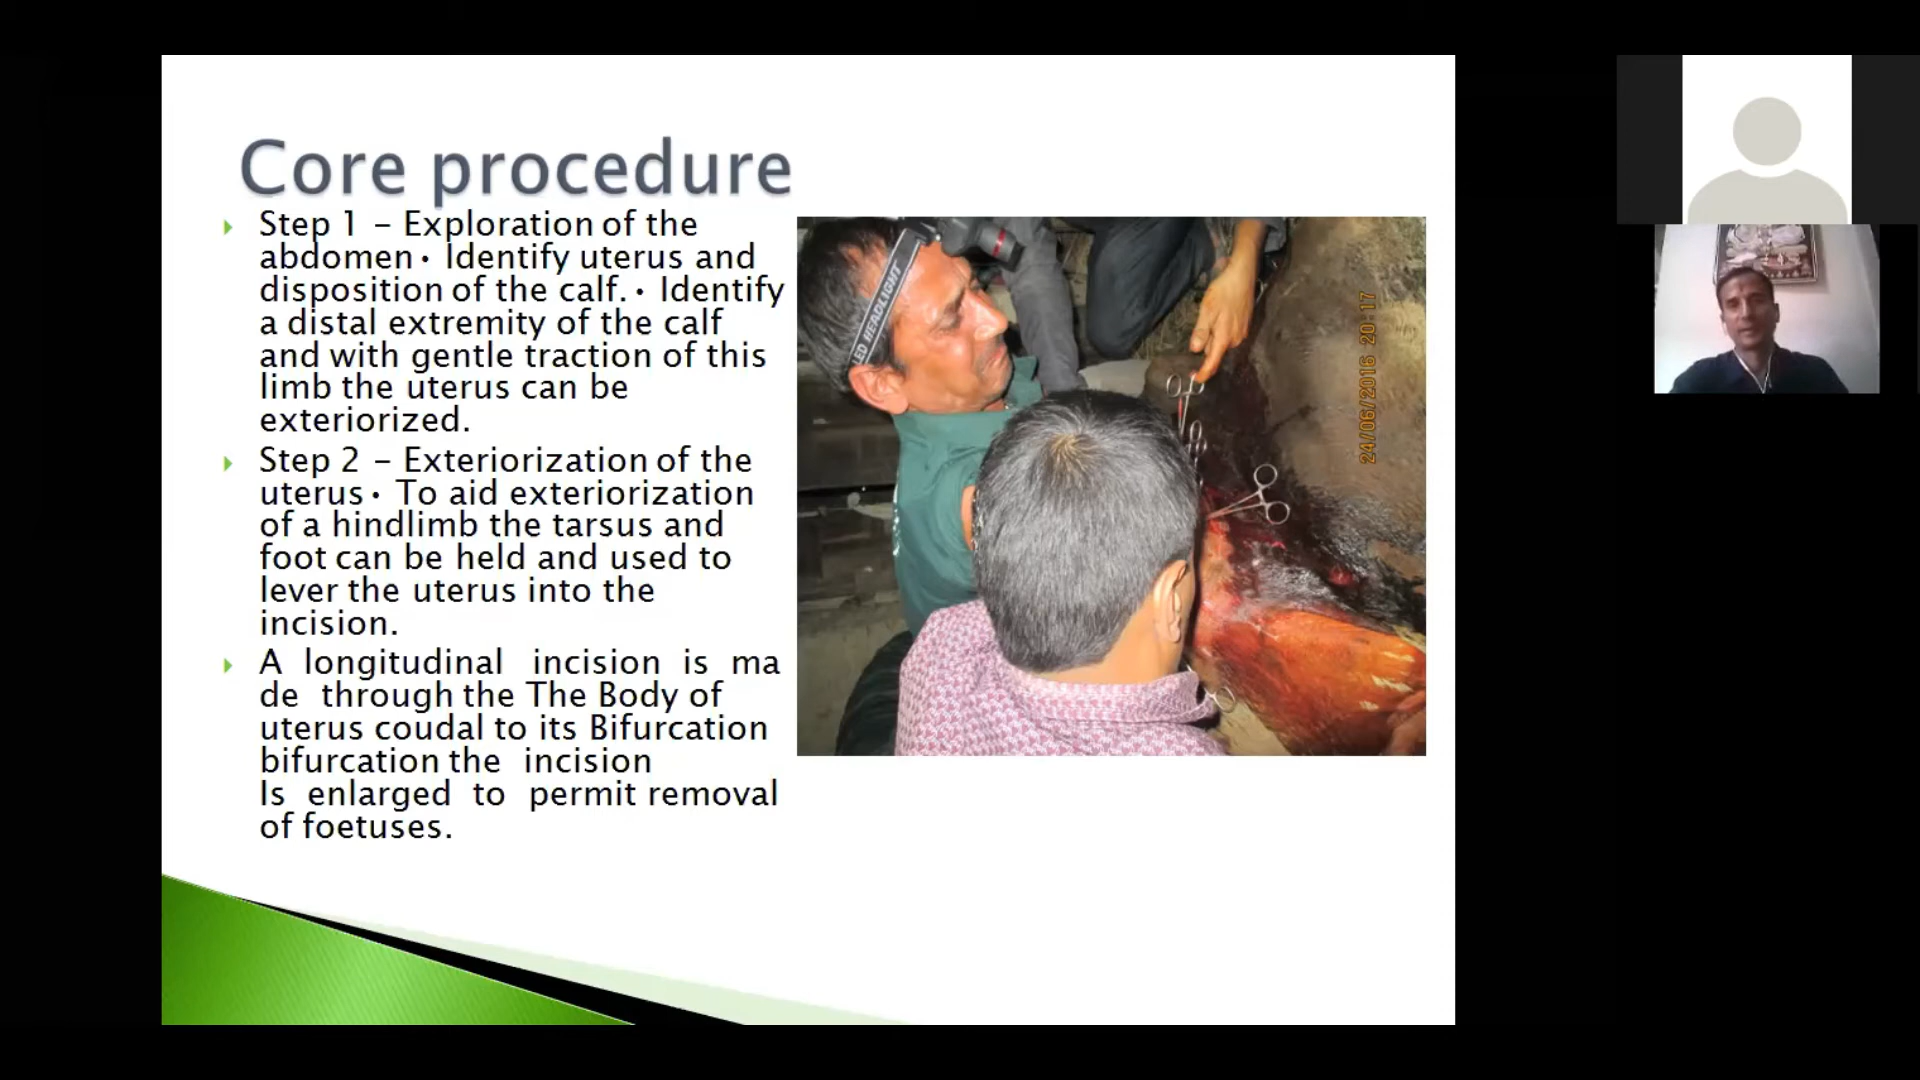 Core procedure
Step 1 – Exploration of the
abdomen• Identify uterus and
disposition of the calf.• Identify
a distal extremity of the calf
and with gentle traction of this
limb the uterus can be
exteriorized.
Step 2 – Exteriorization of the
uterus• To aid exteriorization
of a hindlimb the tarsus and
foot can be held and used to
lever the uterus into the
incision.
A longitudinal incision is ma
de through the The Body of
uterus coudal to its Bifurcation
bifurcation the incision
Is enlarged to permit removal
of foetuses.
LED HEADLIGHT
24/06/2016 20:17